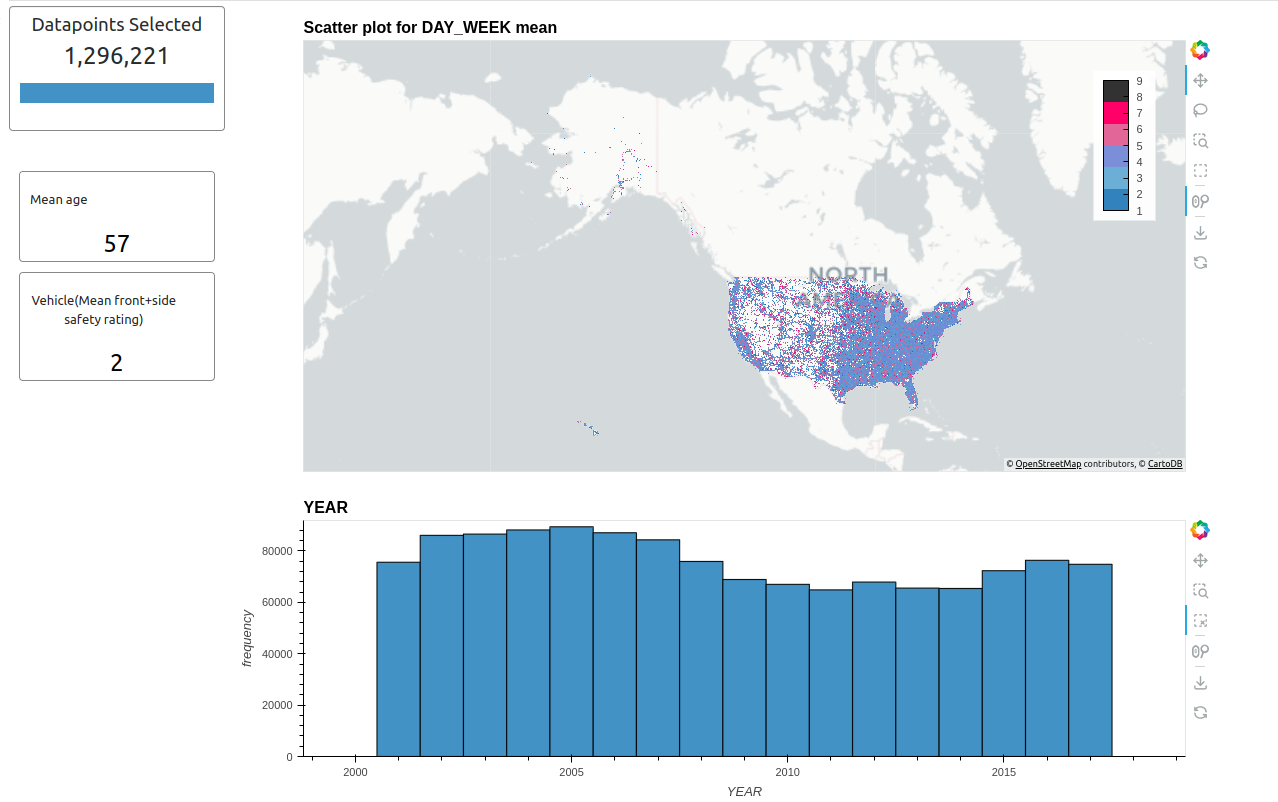 Datapoints Selected
1,296,221
Mean age
57
Vehicle(Mean front+side
safety rating)
2
Scatter plot for DAY_WEEK mean
9
8
7
6
5
4
3
2
1
NORTH
AMERICA
© OpenStreetMap contributors, © CartoDB
YEAR
80000
60000
40000
20000
0
frequency
2000
2005
2010
2015
YEAR